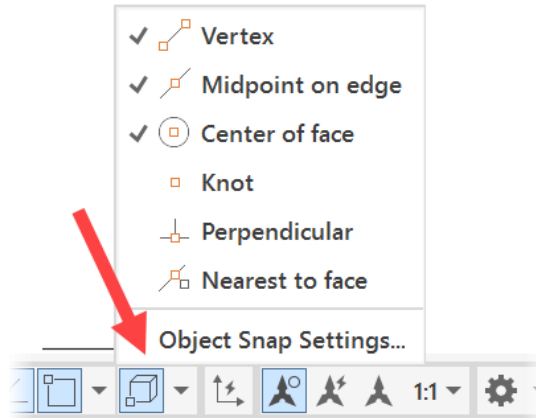 Vertex
Midpoint on edge
Center of face
Knot
Perpendicular
Nearest to face
Object Snap Settings...
1:1